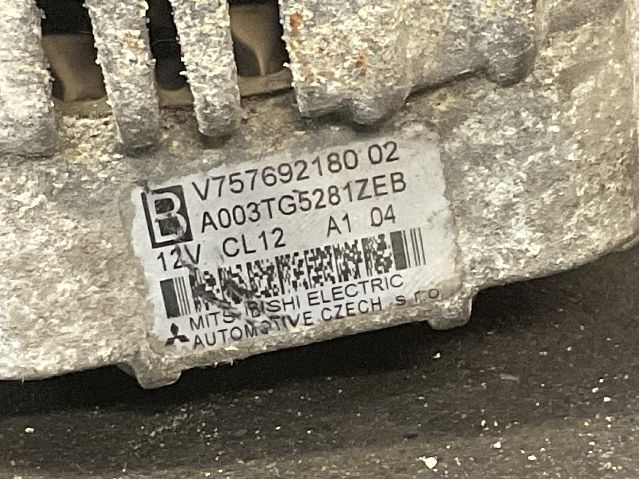 B
V757692180 02
A003TG5281ZEB
12V CL12 A1 04
MITSUBISHI ELECTRIC
AUTOMOTIVE CZECH, s.r.o